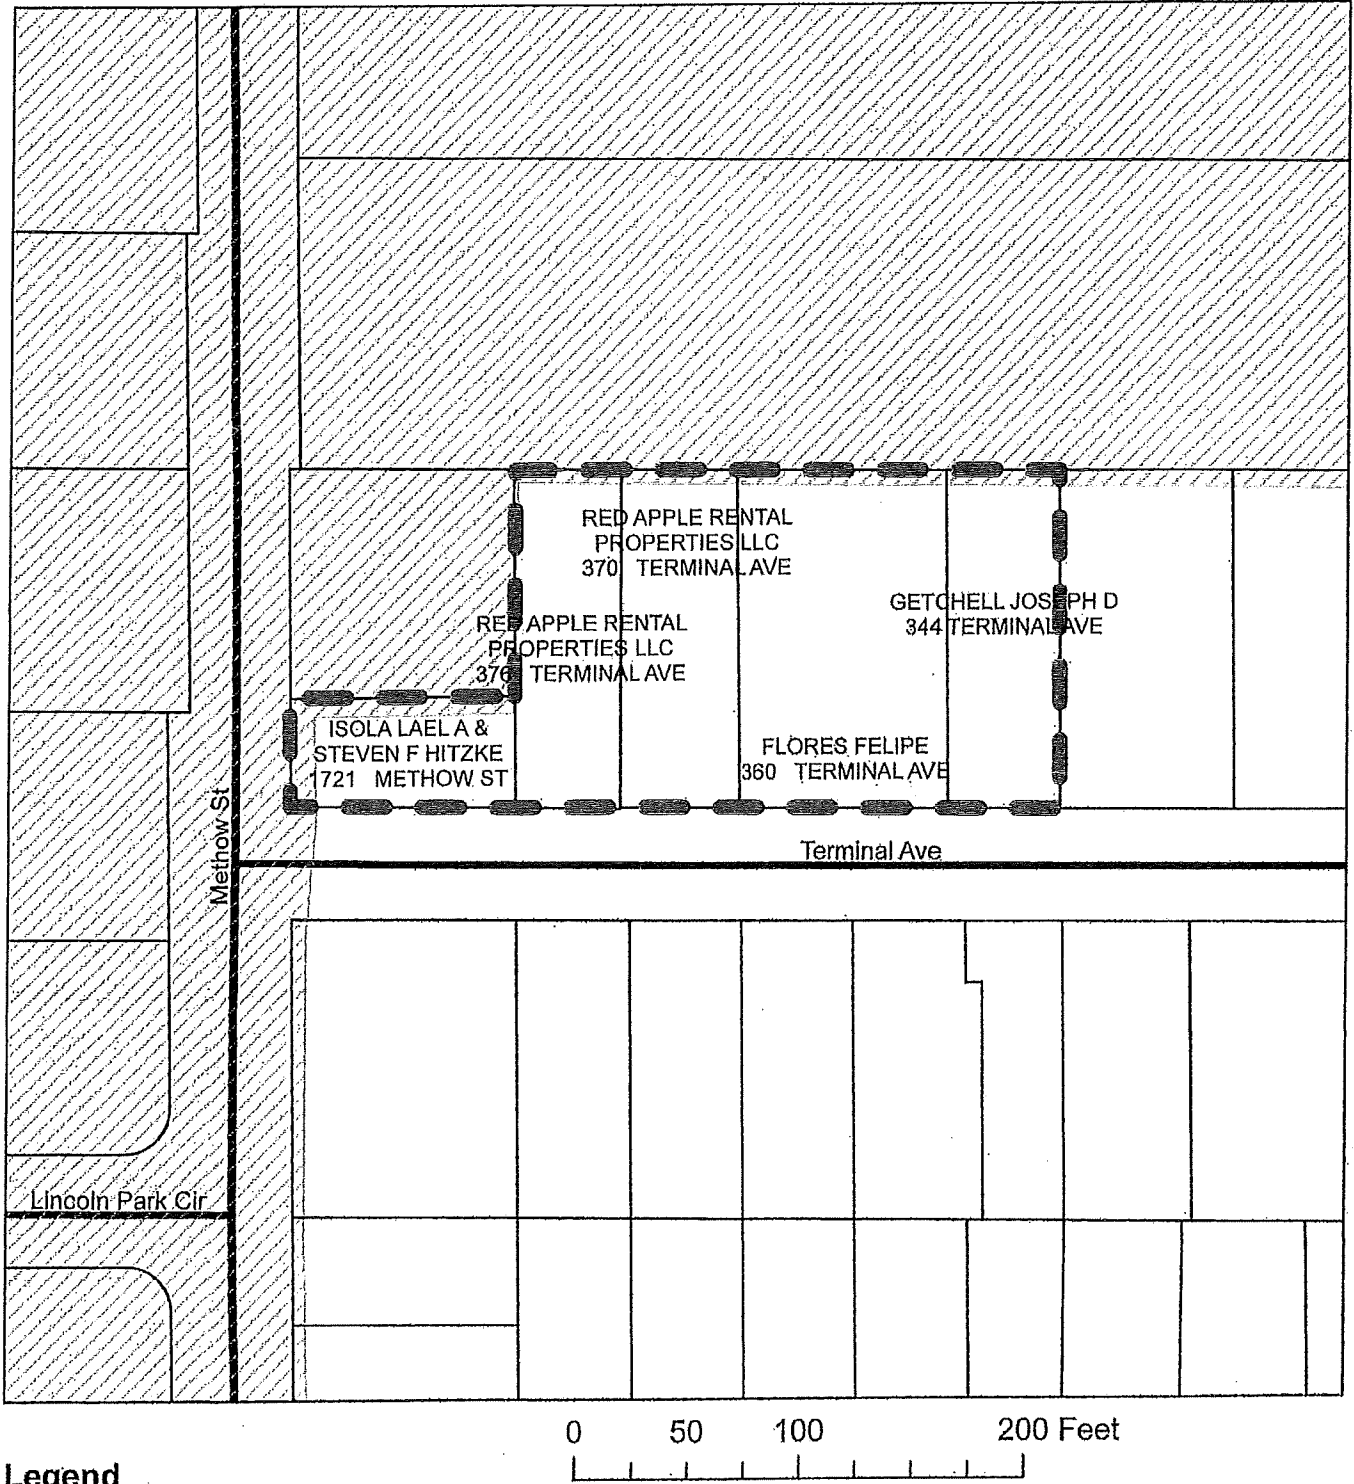 RED APPLE RENTAL
PROPERTIES LLC
370 TERMINAL AVE
GETCHELL JOSEPH D
344 TERMINAL AVE
RED APPLE RENTAL
PROPERTIES LLC
376 TERMINAL AVE
ISOLA LAEL A &
STEVEN F HITZKE
1721 METHOW ST
FLORES FELIPE
360 TERMINAL AVE
Methow St
Terminal Ave
Lincoln Park Cir
0 50 100 200 Feet
Legend